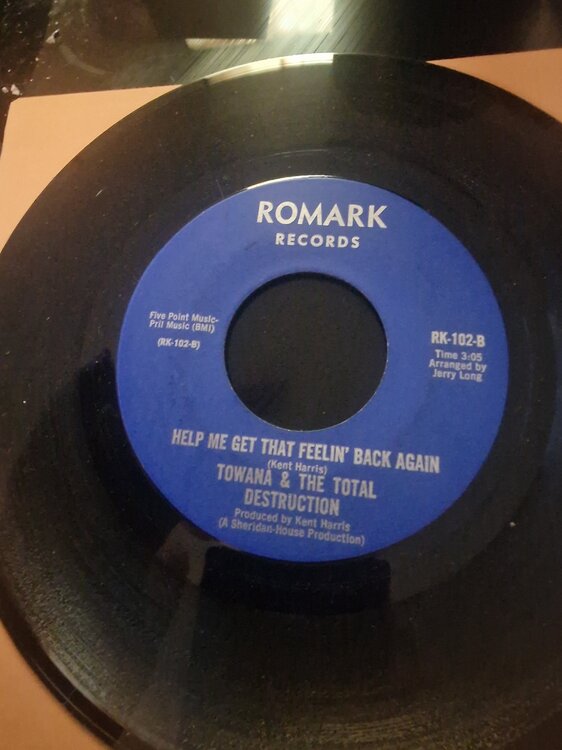 ROMARK
RECORDS
Five Point Music-
Pril Music (BMI)
(RK-102-B)
RK-102-B
Time 3:05
Arranged by
Jerry Long
HELP ME GET THAT FEELIN' BACK AGAIN
(Kent Harris)
TOWANA & THE TOTAL
DESTRUCTION
Produced by Kent Harris
(A Sheridan-House Production)